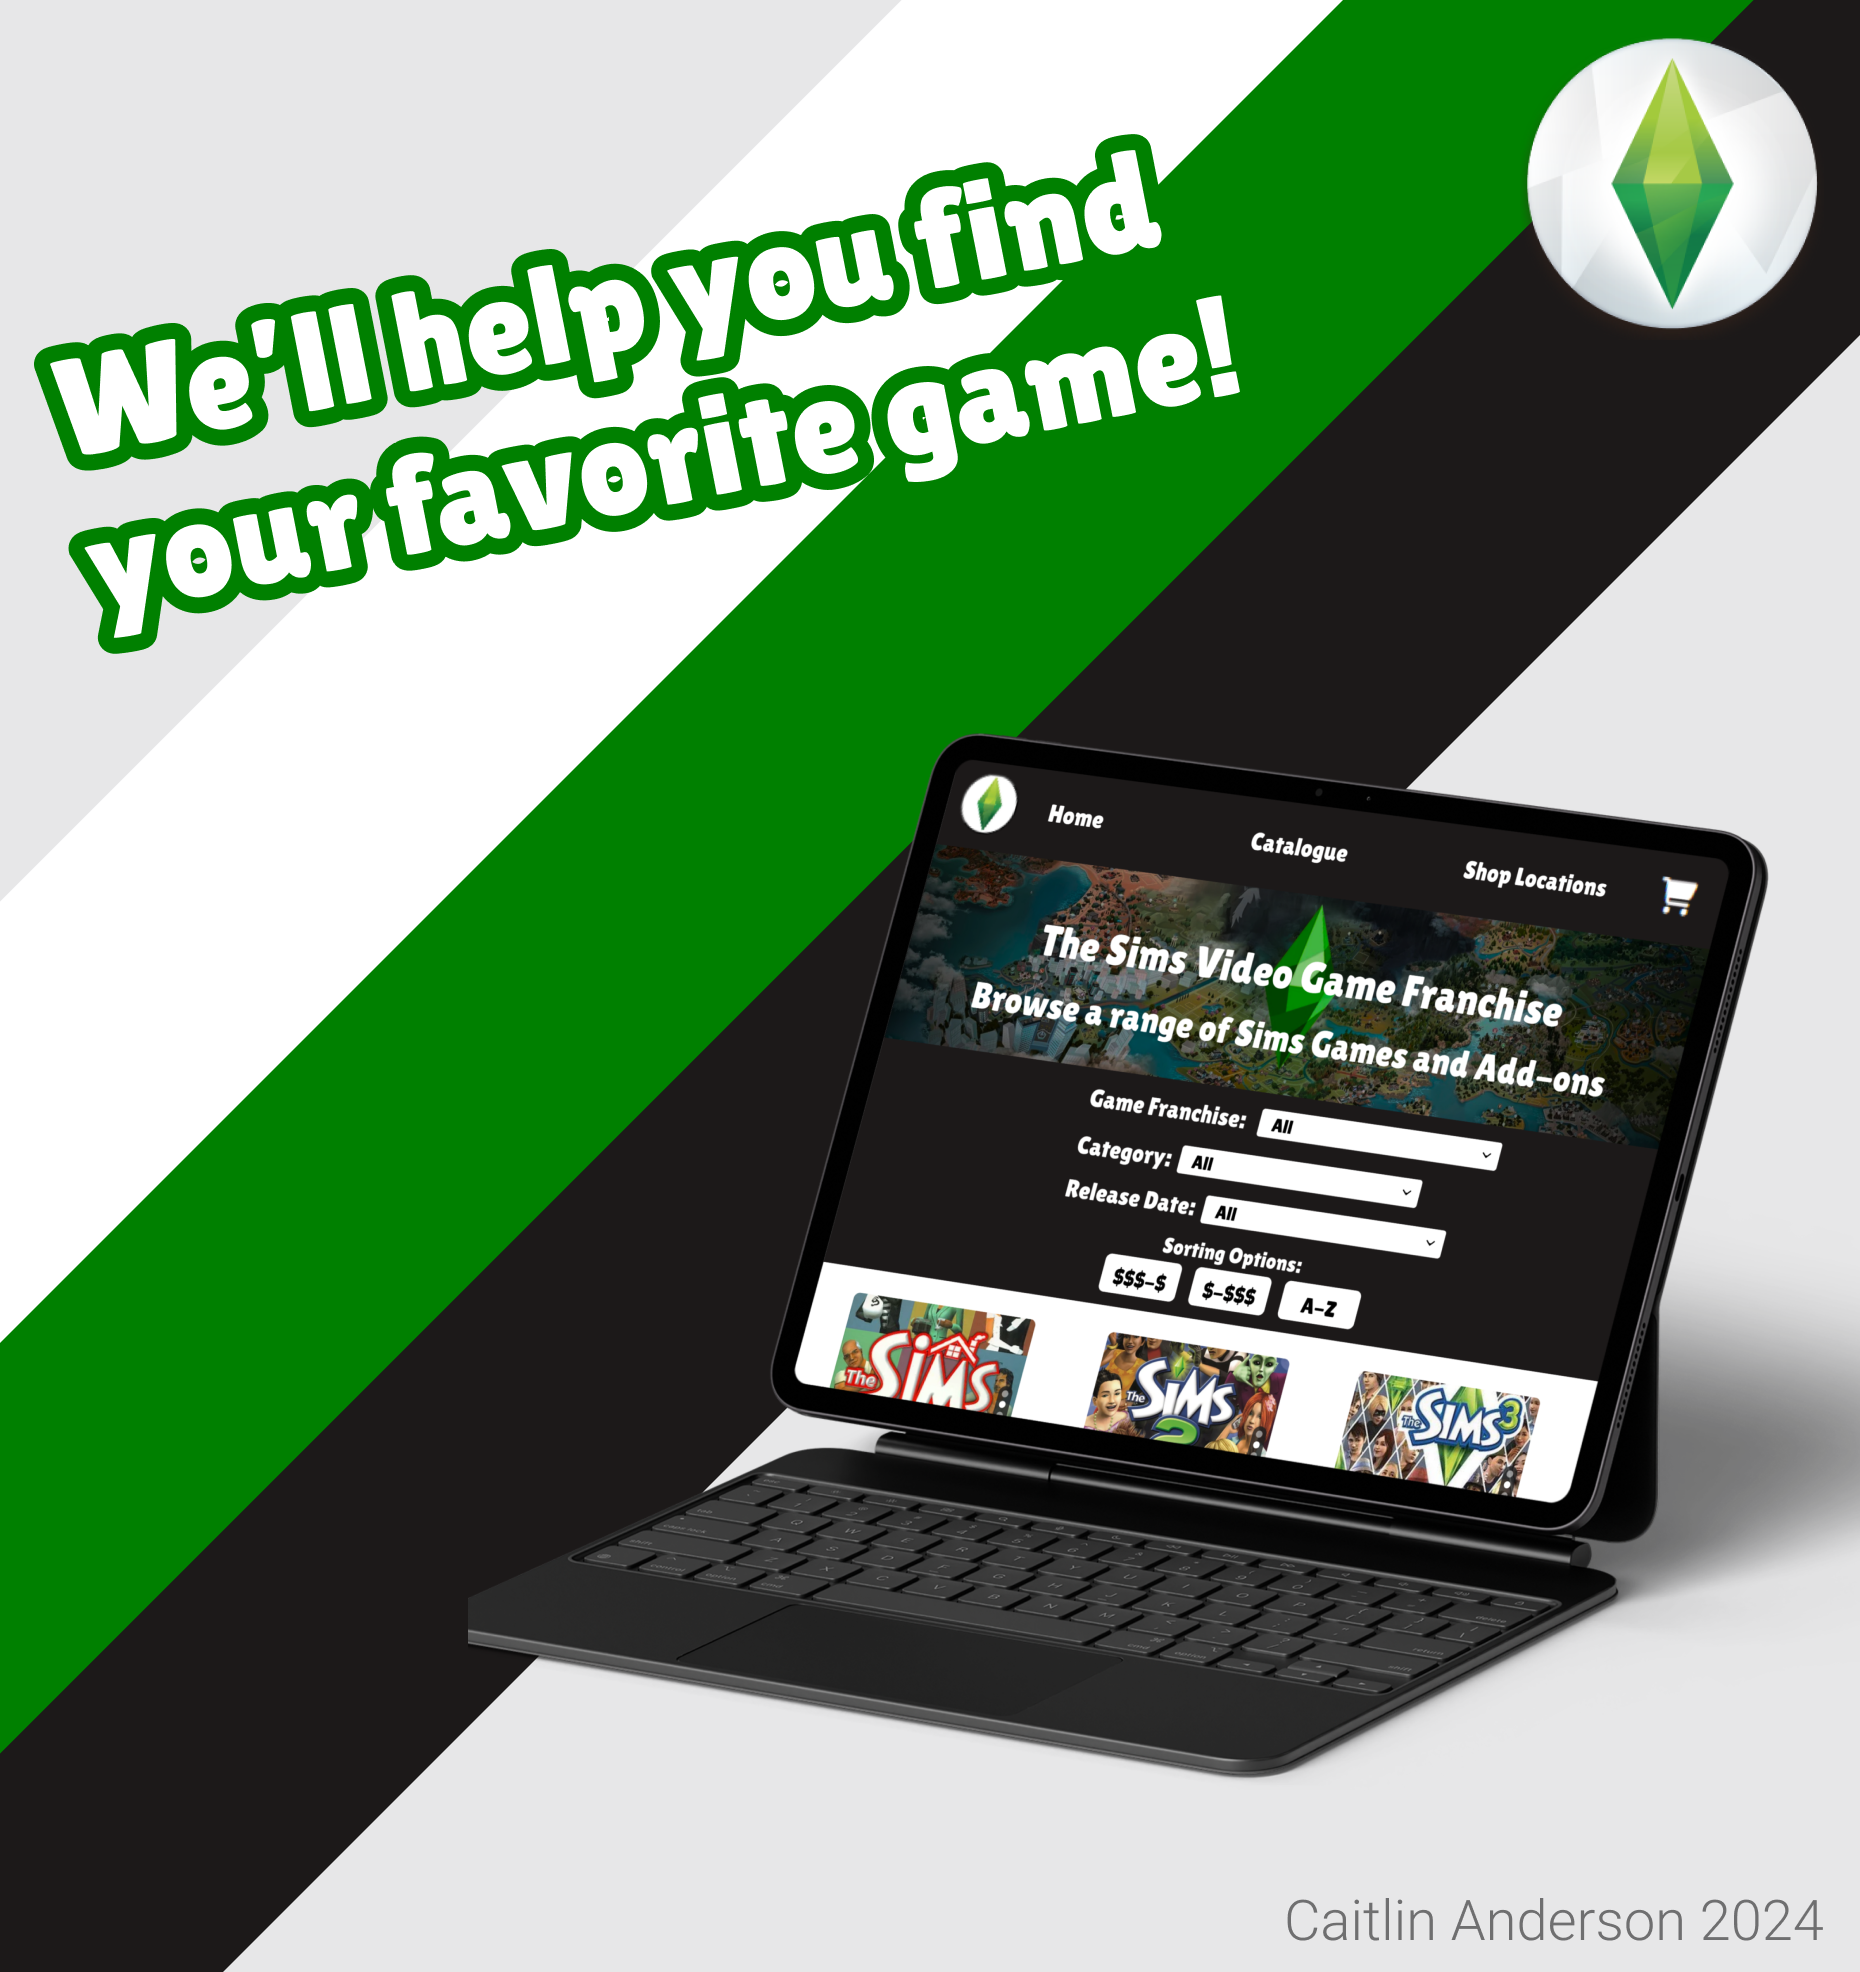 We'll help you find
your favorite game!
Home
Catalogue
Shop Locations
The Sims Video Game Franchise
Browse a range of Sims Games and Add-ons
Game Franchise: All
Category: All
Release Date: All
Sorting Options:
$$$-$ $-$$$ A-Z
The SIMS
The SIMS 2
The SIMS 3
Caitlin Anderson 2024